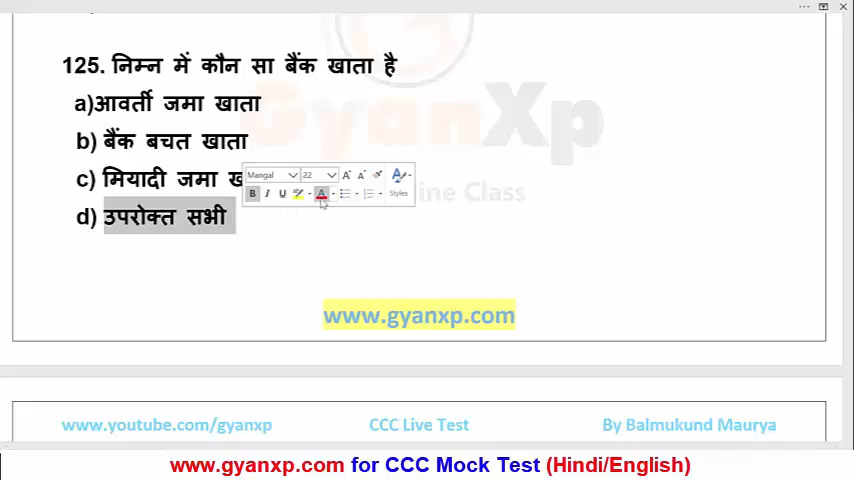 125. निम्न में कौन सा बैंक खाता है
a)आवर्ती जमा खाता
b) बैंक बचत खाता
c) मियादी जमा
Mangal 22
Styles
d) उपरोक्त सभी
GyanXp
Online Class
www.gyanxp.com
www.youtube.com/gyanxp CCC Live Test By Balmukund Maurya
www.gyanxp.com for CCC Mock Test (Hindi/English)